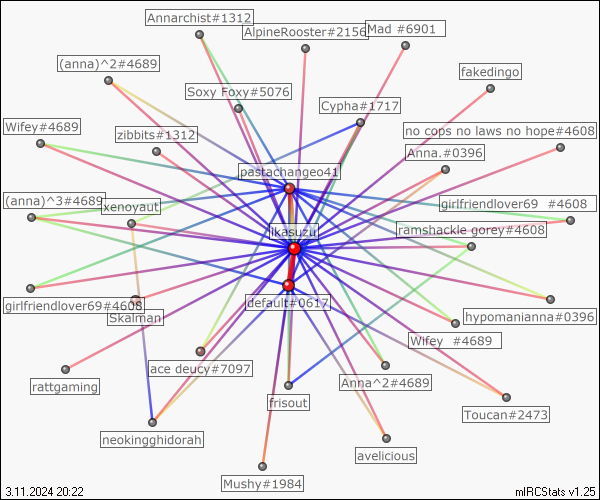 Annarchist#1312
AlpineRooster#2156
Mad #6901
(anna)^2#4689
fakedingo
Soxy Foxy#5076
Cypha#1717
Wifey#4689
zibbits#1312
no cops no laws no hope#4608
Anna.#0396
pastachangeo41
(anna)^3#4689
xenoyaut
girlfriendlover69 #4608
ikasuzu
ramshackle gorey#4608
default#0617
girlfriendlover69#4608
Skalman
hypomanianna#0396
Wifey #4689
ace deucy#7097
rattgaming
Anna^2#4689
frisout
Toucan#2473
neokingghidorah
avelicious
Mushy#1984
3.11.2024 20:22
mIRCStats v1.25